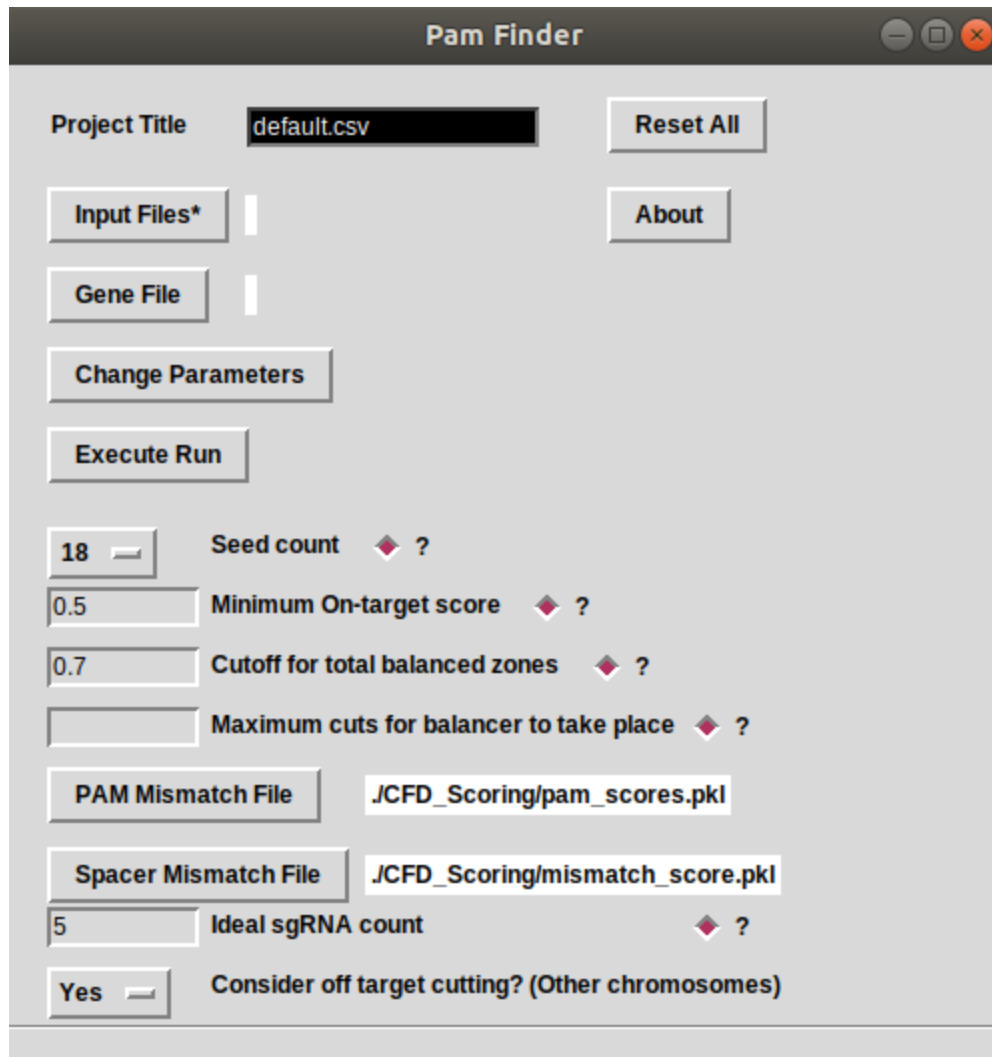 Pam Finder
Project Title default.csv Reset All
Input Files* About
Gene File
Change Parameters
Execute Run
18 Seed count ?
0.5 Minimum On-target score ?
0.7 Cutoff for total balanced zones ?
Maximum cuts for balancer to take place ?
PAM Mismatch File ./CFD_Scoring/pam_scores.pkl
Spacer Mismatch File ./CFD_Scoring/mismatch_score.pkl
5 Ideal sgRNA count ?
Yes Consider off target cutting? (Other chromosomes)